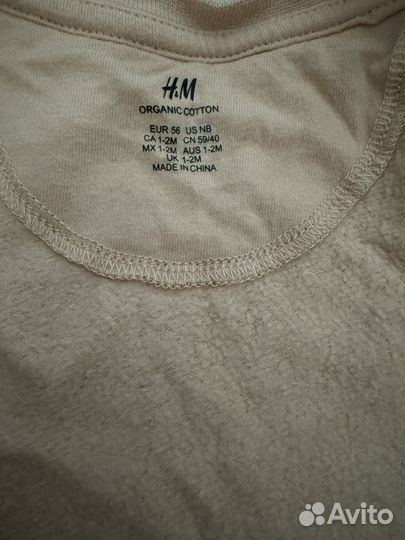 H&M
ORGANIC COTTON
EUR 56 US NB
CA 1-2M CN 59/40
MX 1-2M AUS 1-2M
UK 1-2M
MADE IN CHINA
Avito